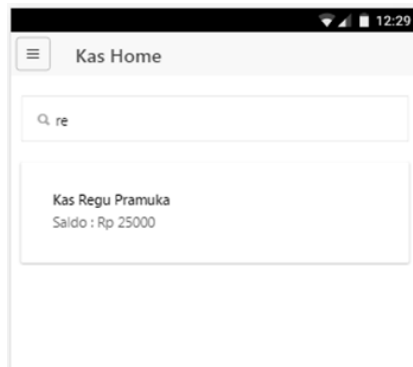 12:29
Kas Home
re
Kas Regu Pramuka
Saldo : Rp 25000